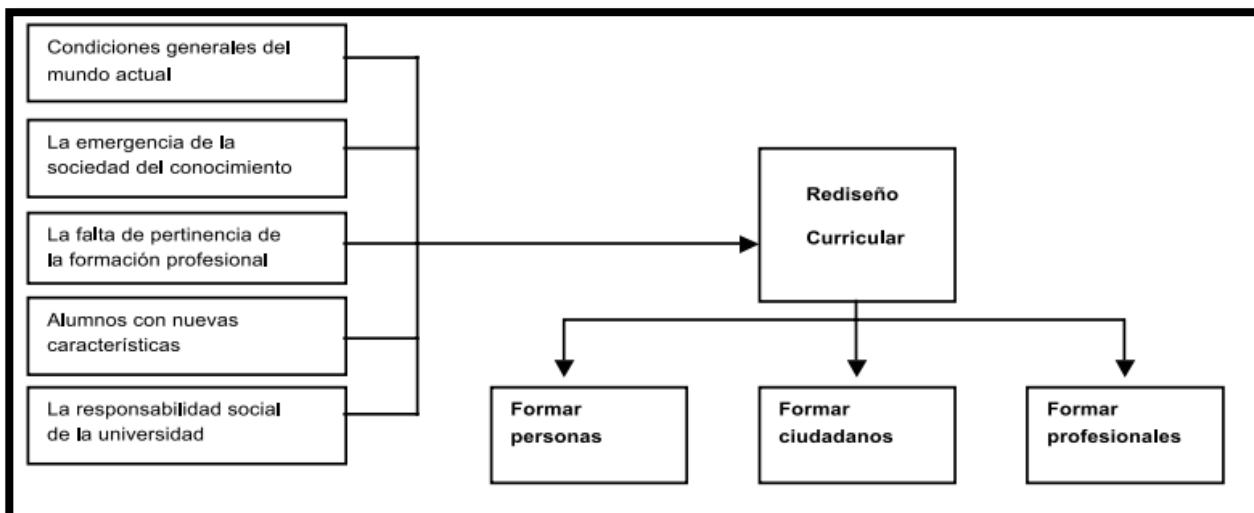 Condiciones generales del
mundo actual
La emergencia de la
sociedad del conocimiento
La falta de pertinencia de
la formación profesional
Alumnos con nuevas
características
La responsabilidad social
de la universidad
Rediseño
Curricular
Formar
personas
Formar
ciudadanos
Formar
profesionales